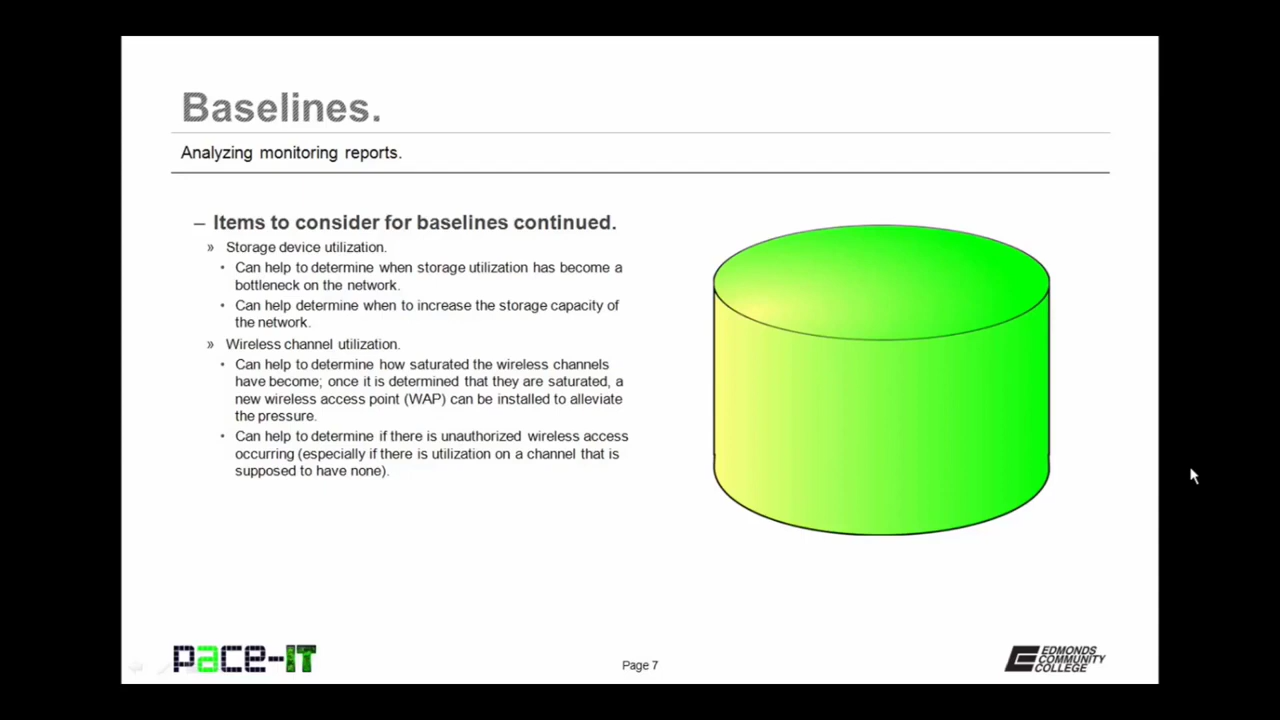 Baselines.
Analyzing monitoring reports.
– Items to consider for baselines continued.
» Storage device utilization.
• Can help to determine when storage utilization has become a
bottleneck on the network.
• Can help determine when to increase the storage capacity of
the network.
» Wireless channel utilization.
• Can help to determine how saturated the wireless channels
have become; once it is determined that they are saturated, a
new wireless access point (WAP) can be installed to alleviate
the pressure.
• Can help to determine if there is unauthorized wireless access
occurring (especially if there is utilization on a channel that is
supposed to have none).
pace-IT
Page 7
EDMONDS
COMMUNITY
COLLEGE